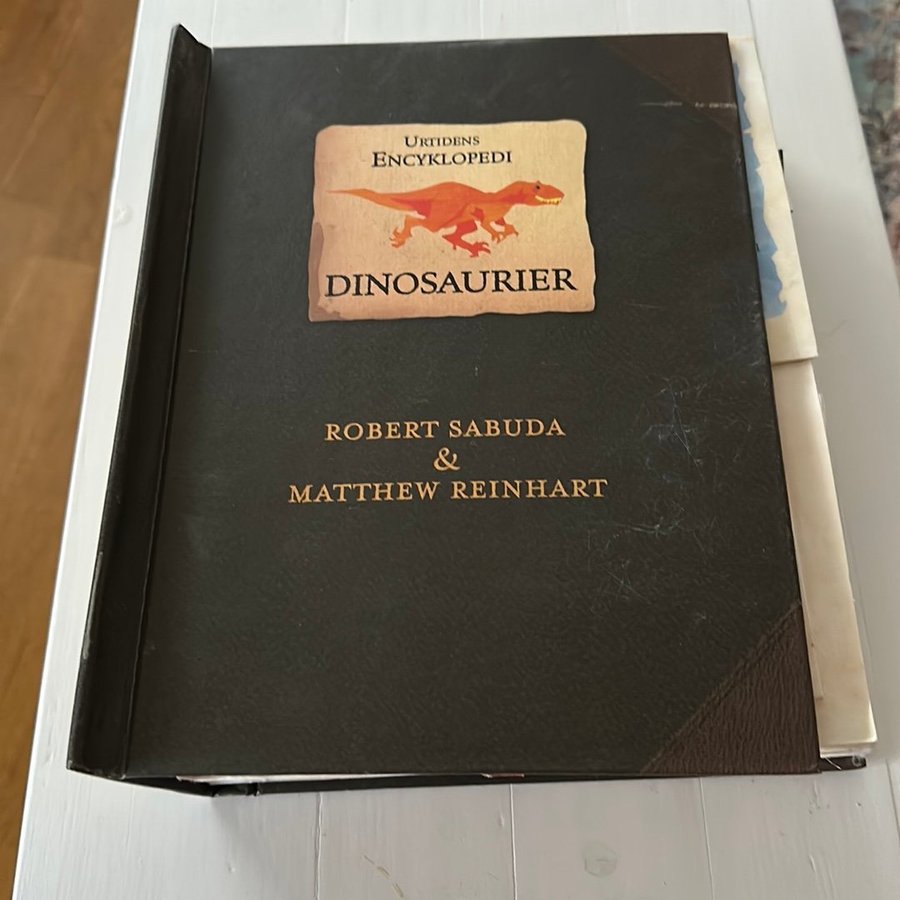 URTIDENS
ENCYKLOPEDI
DINOSAURIER
ROBERT SABUDA
&
MATTHEW REINHART